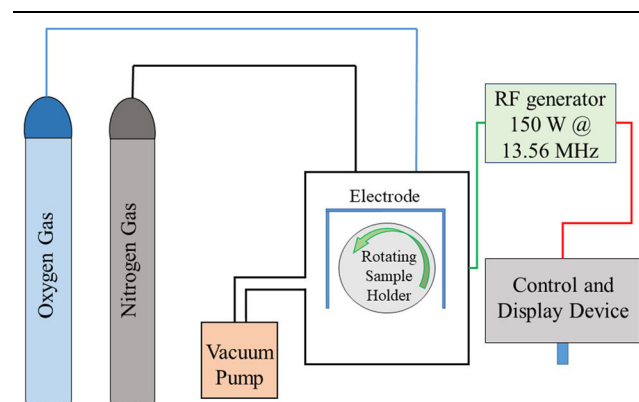 Oxygen Gas
Nitrogen Gas
RF generator
150 W @
13.56 MHz
Electrode
Rotating
Sample
Holder
Control and
Display Device
Vacuum
Pump